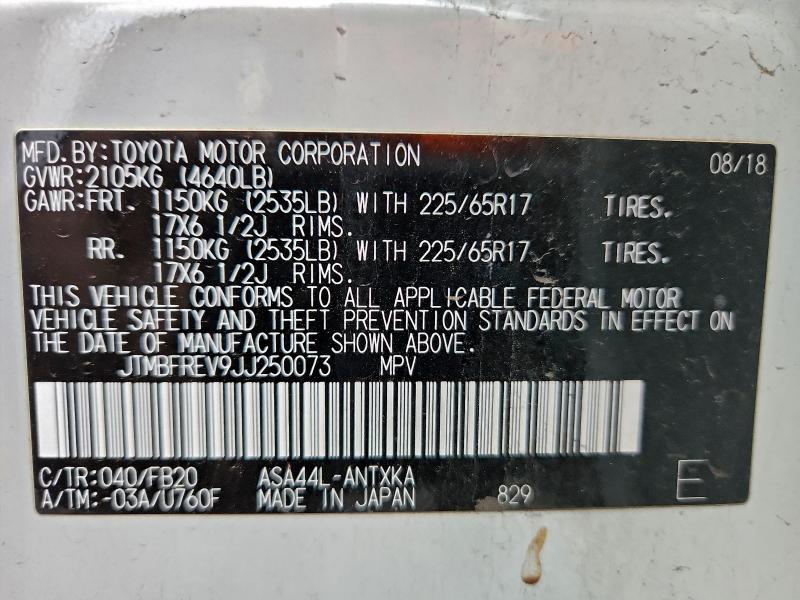 MFD. BY: TOYOTA MOTOR CORPORATION 08/18
GVWR: 2105KG (4640LB)
GAWR: FRT. 1150KG (2535LB) WITH 225/65R17 TIRES.
17X6 1/2J RIMS.
RR. 1150KG (2535LB) WITH 225/65R17 TIRES.
17X6 1/2J RIMS.
THIS VEHICLE CONFORMS TO ALL APPLICABLE FEDERAL MOTOR
VEHICLE SAFETY AND THEFT PREVENTION STANDARDS IN EFFECT ON
THE DATE OF MANUFACTURE SHOWN ABOVE.
JTMBFREV9JJ250073 MPV
C/TR: 040/FB20 ASA44L-ANTXKA
A/TM: -03A/U760F MADE IN JAPAN 829 E